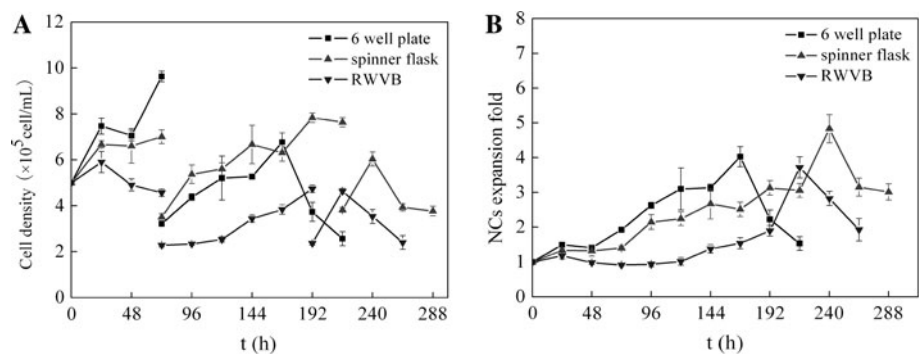 A
6 well plate
spinner flask
RWVB
Cell density (×10⁵cell/mL)
12
10
8
6
4
2
0
0 48 96 144 192 240 288
t (h)
B
6 well plate
spinner flask
RWVB
NCs expansion fold
8
7
6
5
4
3
2
1
0
0 48 96 144 192 240 288
t (h)